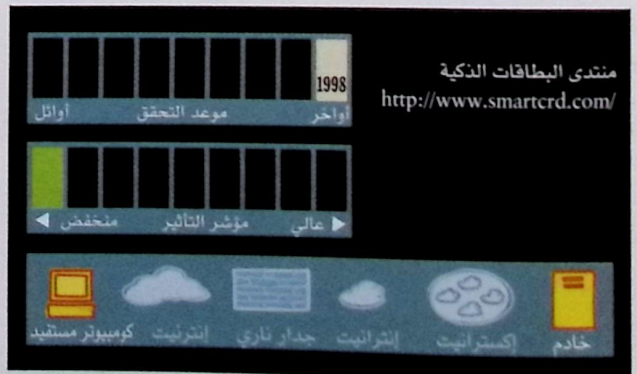 منتدى البطاقات الذكية
http://www.smartcrd.com/
1998
أواخر موعد التحقق أوائل
عالي مؤشر التأثير منخفض
خادم إكسترانيت إنترانيت جدار ناري إنترنيت كومبيوتر مستفيد